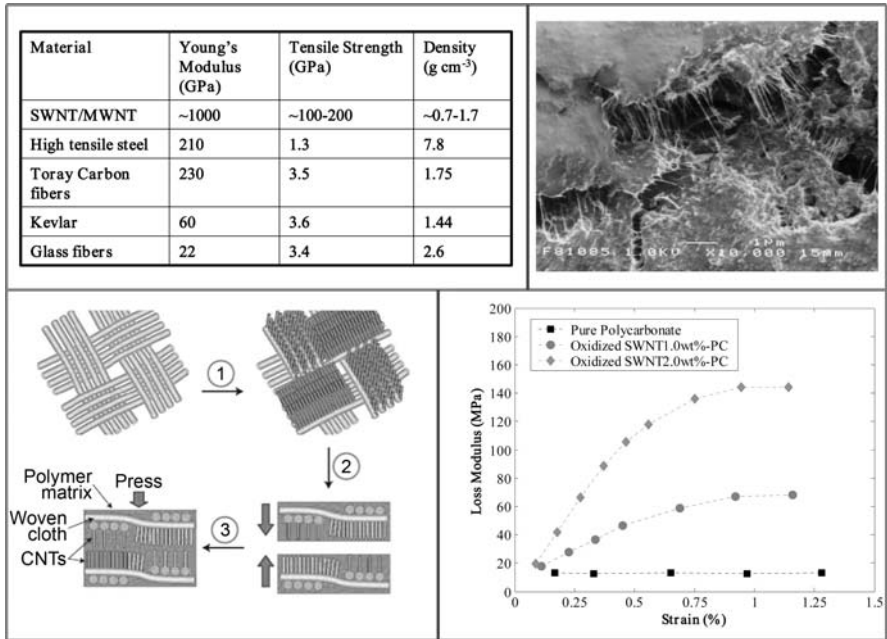 Material Young's Modulus (GPa) Tensile Strength (GPa) Density (g cm-3)
SWNT/MWNT ~1000 ~100-200 ~0.7-1.7
High tensile steel 210 1.3 7.8
Toray Carbon fibers 230 3.5 1.75
Kevlar 60 3.6 1.44
Glass fibers 22 3.4 2.6
1µm
F81085 1.0KV X10,000 15mm
1
2
Polymer matrix
Press
Woven cloth
3
CNTs
200
180
160
140
120
100
80
60
40
20
0
Loss Modulus (MPa)
Pure Polycarbonate
Oxidized SWNT1.0wt%-PC
Oxidized SWNT2.0wt%-PC
0 0.25 0.5 0.75 1 1.25 1.5
Strain (%)